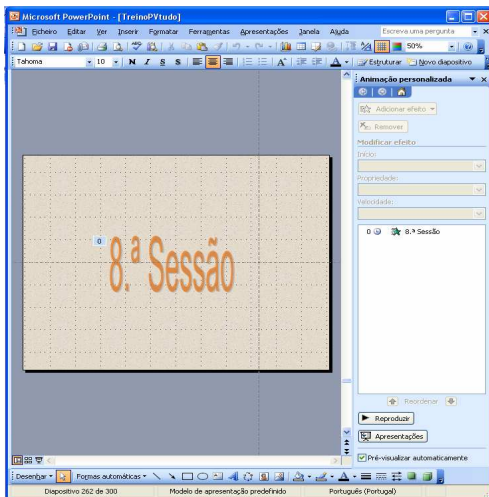 Microsoft PowerPoint - [TreinoPVtudo]
Ficheiro Editar Ver Inserir Formatar Ferramentas Apresentações Janela Ajuda Escreva uma pergunta
50%
Tahoma 10 N I S S A A Estruturar Novo diapositivo
Animação personalizada
Adicionar efeito
Remover
Modificar efeito
Início:
Propriedade:
Velocidade:
0 8.ª Sessão
0
8.ª Sessão
Reordenar
Reproduzir
Apresentações
Pré-visualizar automaticamente
Desenhar Formas automáticas A
Diapositivo 262 de 300 Modelo de apresentação predefinido Português (Portugal)